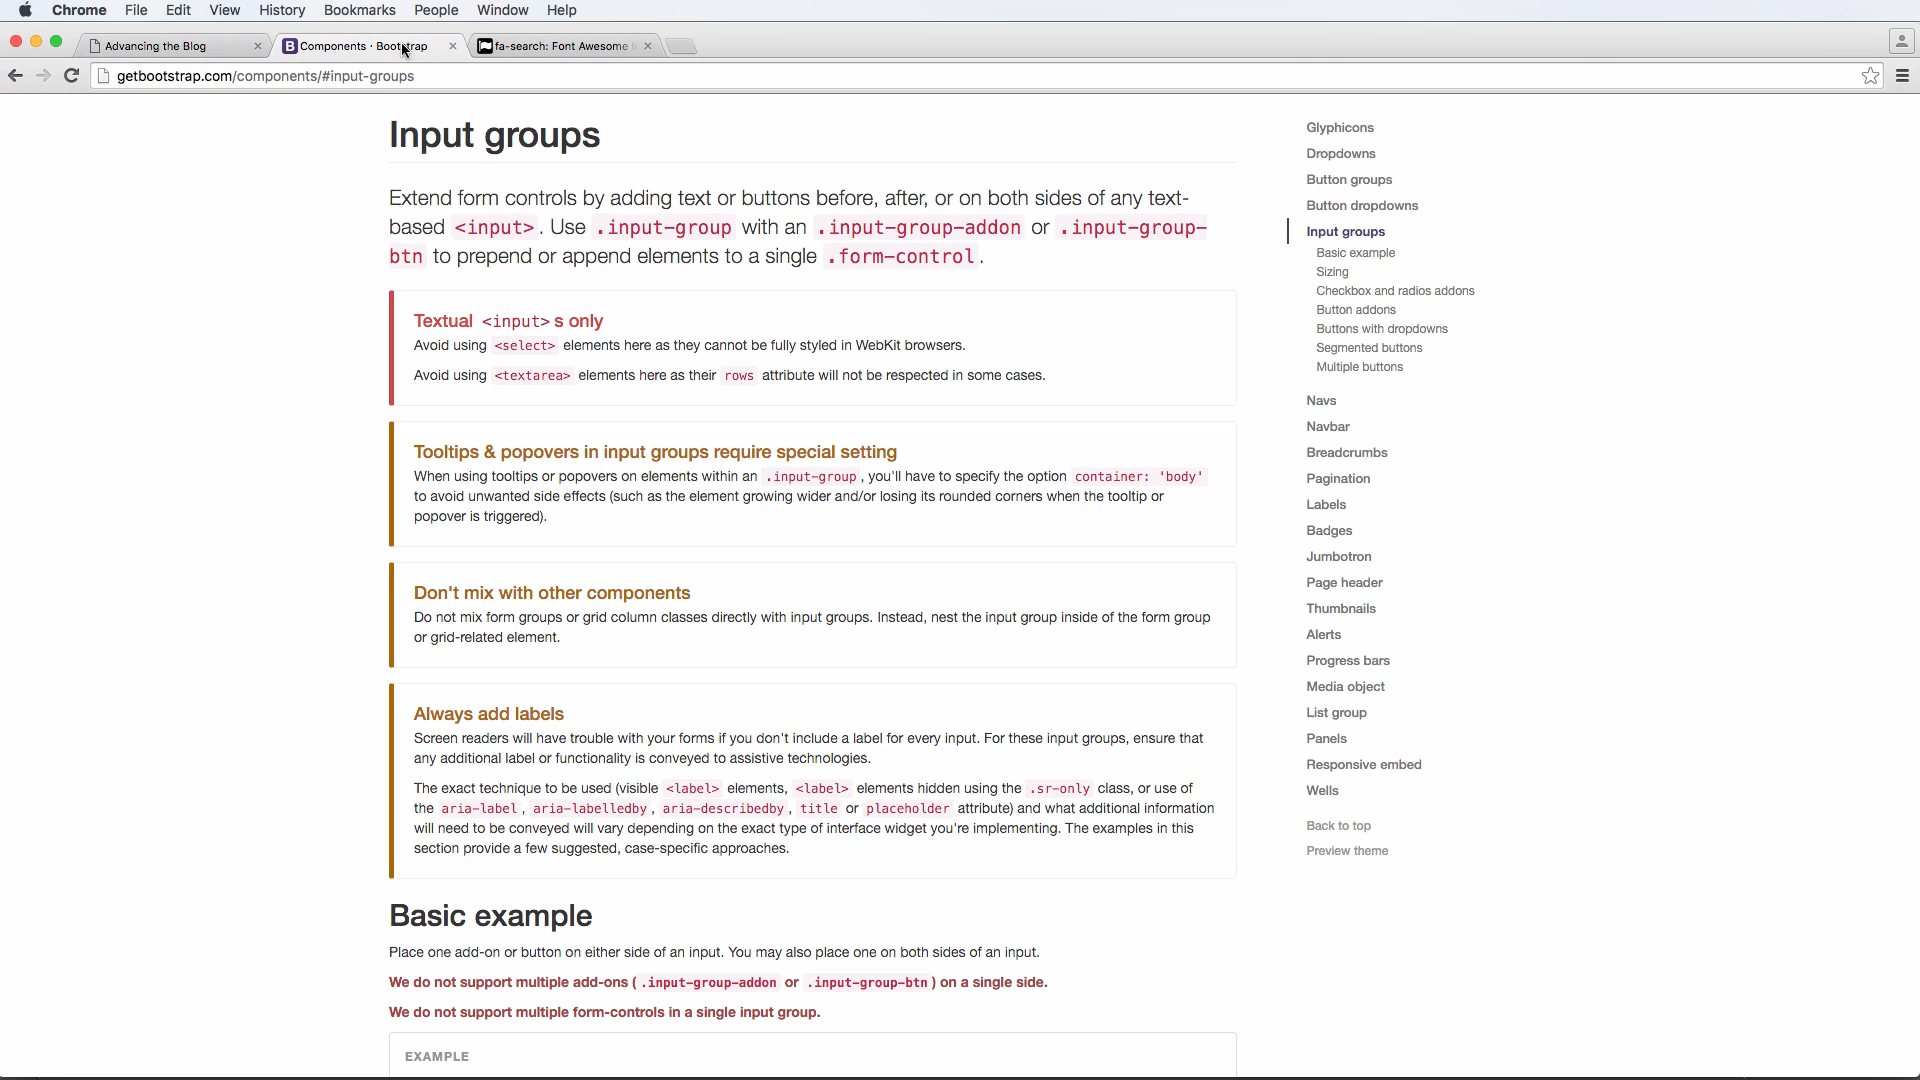 Chrome File Edit View History Bookmarks People Window Help
Advancing the Blog
Components · Bootstrap
fa-search: Font Awesome
getbootstrap.com/components/#input-groups
Input groups
Extend form controls by adding text or buttons before, after, or on both sides of any text-
based <input>. Use .input-group with an .input-group-addon or .input-group-
btn to prepend or append elements to a single .form-control.
Textual <input>s only
Avoid using <select> elements here as they cannot be fully styled in WebKit browsers.
Avoid using <textarea> elements here as their rows attribute will not be respected in some cases.
Tooltips & popovers in input groups require special setting
When using tooltips or popovers on elements within an .input-group, you'll have to specify the option container: 'body'
to avoid unwanted side effects (such as the element growing wider and/or losing its rounded corners when the tooltip or
popover is triggered).
Don't mix with other components
Do not mix form groups or grid column classes directly with input groups. Instead, nest the input group inside of the form group
or grid-related element.
Always add labels
Screen readers will have trouble with your forms if you don't include a label for every input. For these input groups, ensure that
any additional label or functionality is conveyed to assistive technologies.
The exact technique to be used (visible <label> elements, <label> elements hidden using the .sr-only class, or use of
the aria-label, aria-labelledby, aria-describedby, title or placeholder attribute) and what additional information
will need to be conveyed will vary depending on the exact type of interface widget you're implementing. The examples in this
section provide a few suggested, case-specific approaches.
Basic example
Place one add-on or button on either side of an input. You may also place one on both sides of an input.
We do not support multiple add-ons (.input-group-addon or .input-group-btn) on a single side.
We do not support multiple form-controls in a single input group.
EXAMPLE
Glyphicons
Dropdowns
Button groups
Button dropdowns
Input groups
Basic example
Sizing
Checkbox and radios addons
Button addons
Buttons with dropdowns
Segmented buttons
Multiple buttons
Navs
Navbar
Breadcrumbs
Pagination
Labels
Badges
Jumbotron
Page header
Thumbnails
Alerts
Progress bars
Media object
List group
Panels
Responsive embed
Wells
Back to top
Preview theme